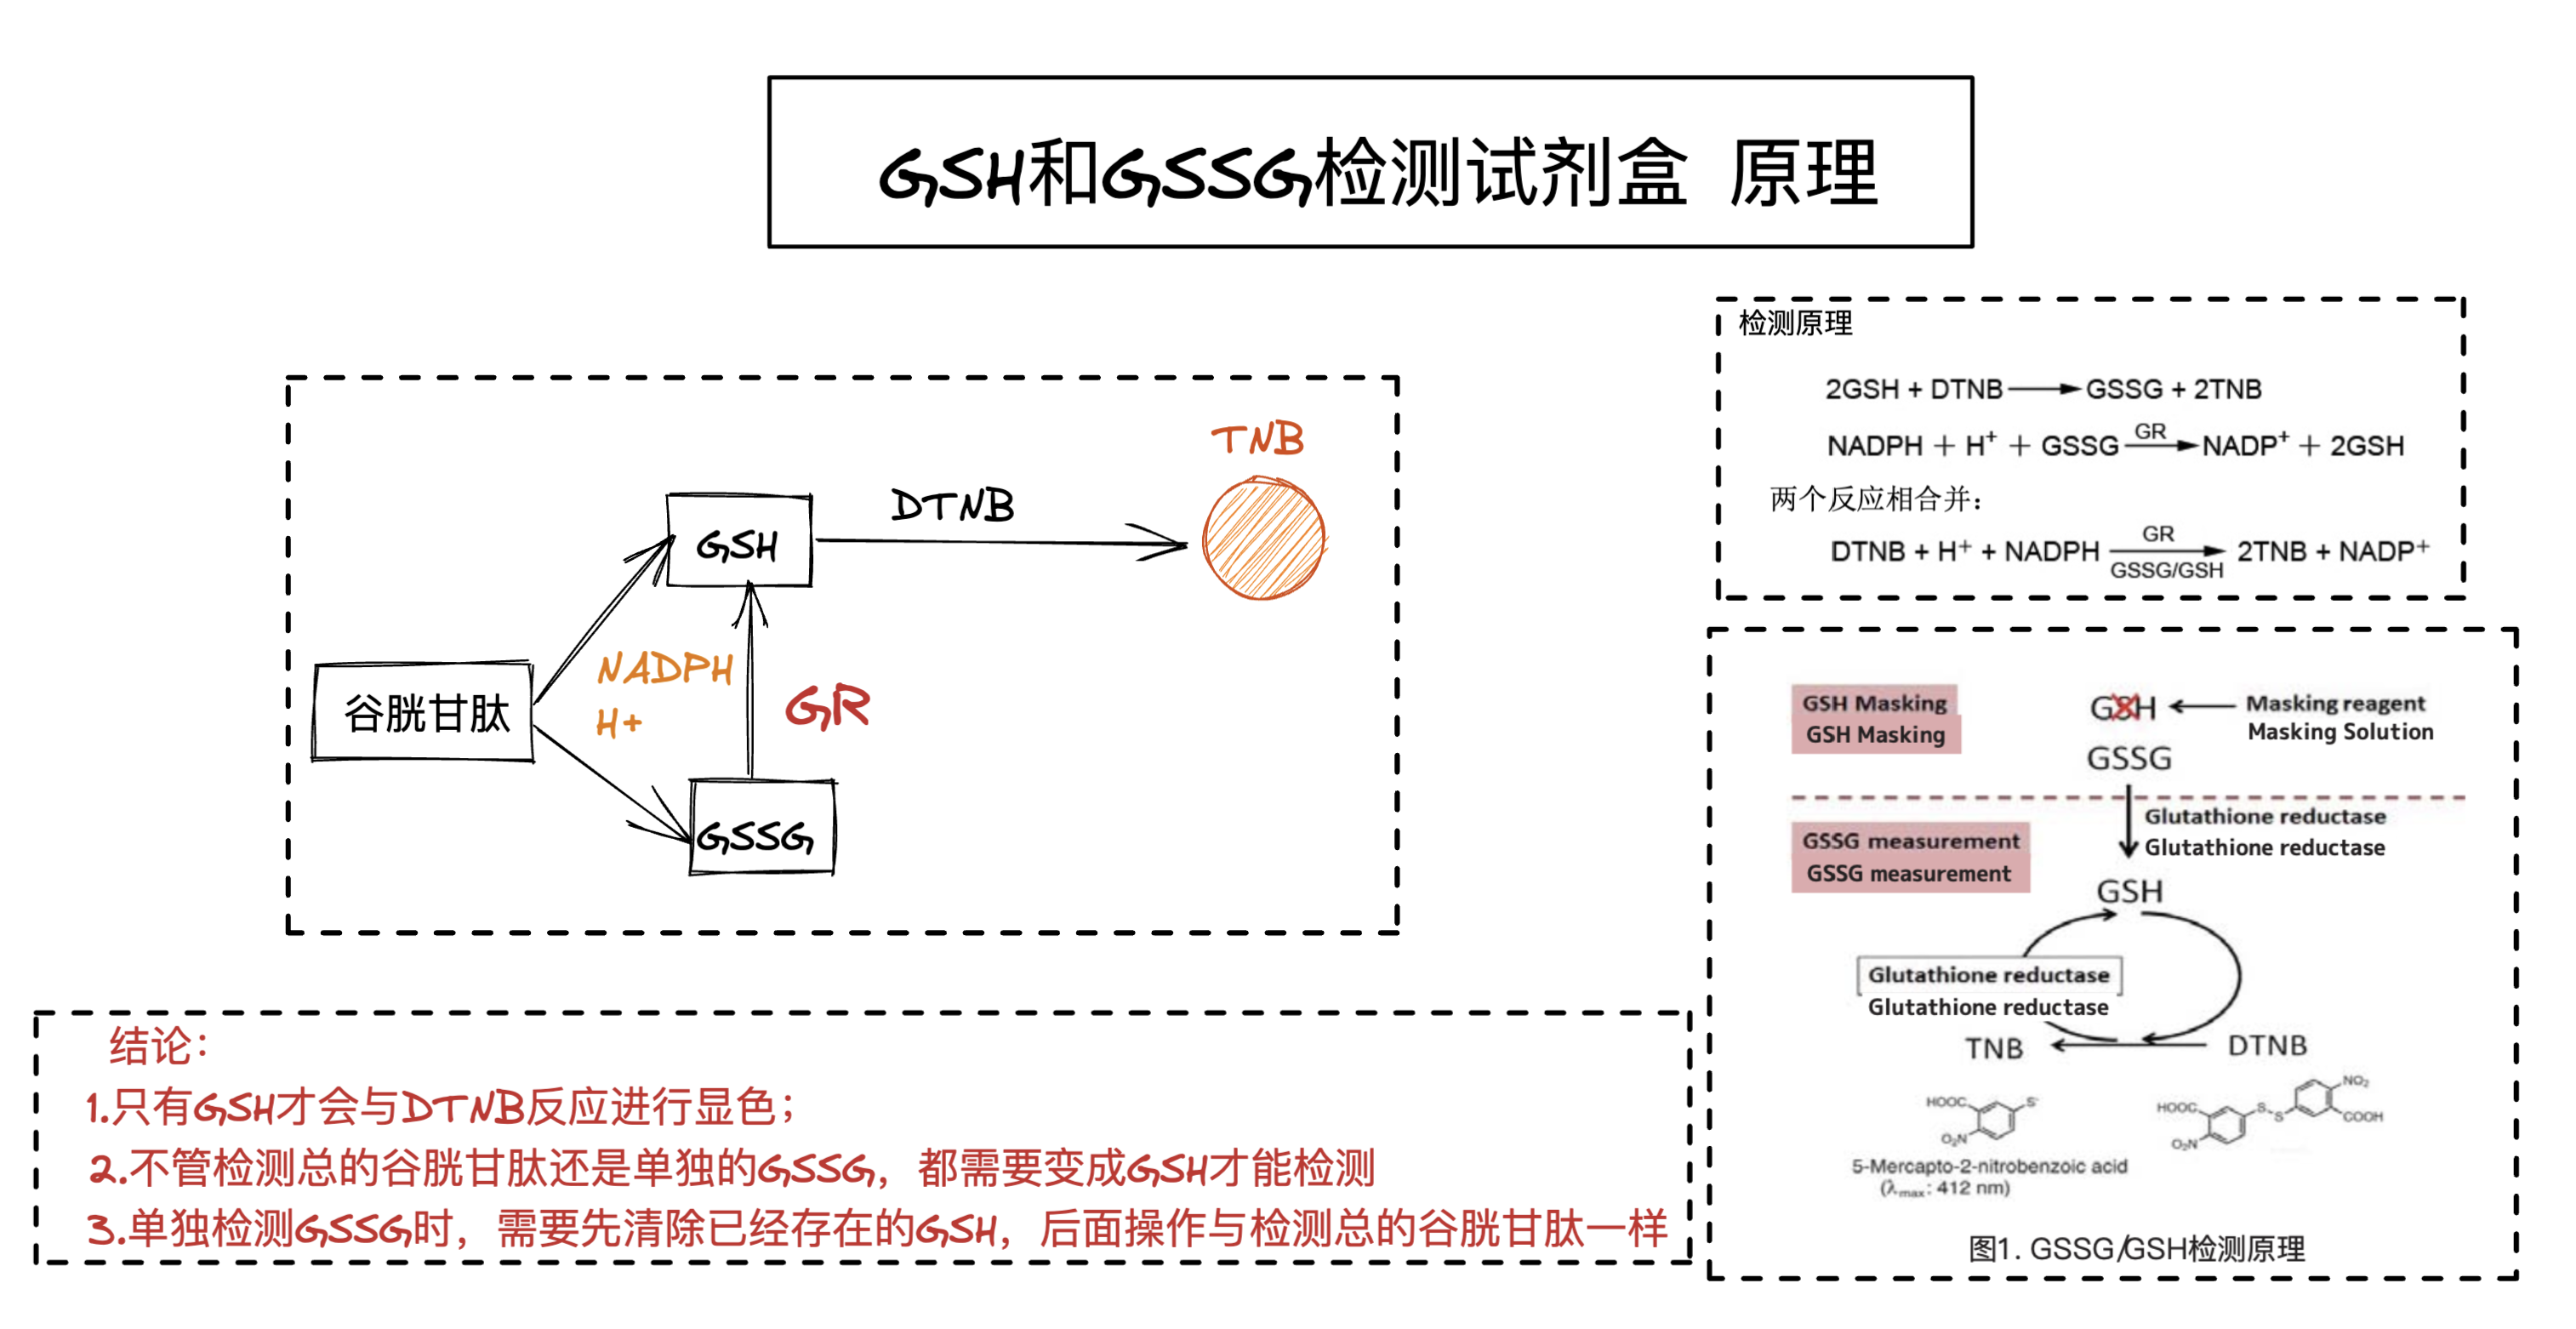 GSH和GSSG检测试剂盒 原理
谷胱甘肽
GSH
GSSG
NADPH
H+
GR
DTNB
TNB
检测原理
2GSH + DTNB → GSSG + 2TNB
NADPH + H⁺ + GSSG GR → NADP⁺ + 2GSH
两个反应相合并：
DTNB + H⁺ + NADPH GR → GSSG/GSH 2TNB + NADP⁺
GSH Masking
GSH Masking
GSH ← Masking reagent
Masking Solution
GSSG
Glutathione reductase
Glutathione reductase
GSSG measurement
GSSG measurement
GSH
Glutathione reductase
Glutathione reductase
TNB ← DTNB
HOOC S⁻
O₂N
HOOC S S NO₂
O₂N COOH
5-Mercapto-2-nitrobenzoic acid
(λmax: 412 nm)
图1. GSSG/GSH检测原理
结论：
1.只有GSH才会与DTNB反应进行显色；
2.不管检测总的谷胱甘肽还是单独的GSSG，都需要变成GSH才能检测
3.单独检测GSSG时，需要先清除已经存在的GSH，后面操作与检测总的谷胱甘肽一样